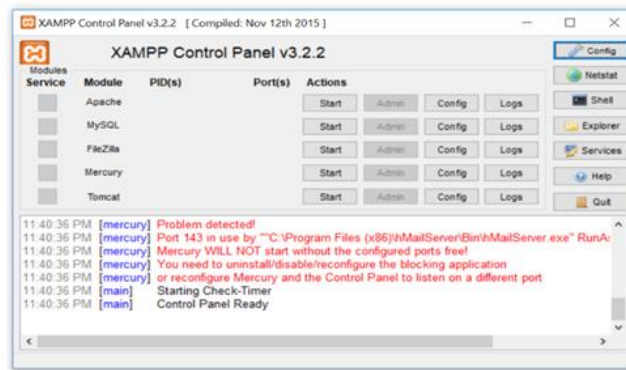 XAMPP Control Panel v3.2.2 [ Compiled: Nov 12th 2015 ]
XAMPP Control Panel v3.2.2
Config
Modules
Service Module PID(s) Port(s) Actions
Netstat
Apache Start Admin Config Logs
Shell
MySQL Start Admin Config Logs
Explorer
FileZilla Start Admin Config Logs
Services
Mercury Start Admin Config Logs
Help
Tomcat Start Admin Config Logs
Quit
11:40:36 PM [mercury] Problem detected!
11:40:36 PM [mercury] Port 143 in use by ""C:\Program Files (x86)\hMailServer\Bin\hMailServer.exe" RunAs
11:40:36 PM [mercury] Mercury WILL NOT start without the configured ports free!
11:40:36 PM [mercury] You need to uninstall/disable/reconfigure the blocking application
11:40:36 PM [mercury] or reconfigure Mercury and the Control Panel to listen on a different port
11:40:36 PM [main] Starting Check-Timer
11:40:36 PM [main] Control Panel Ready